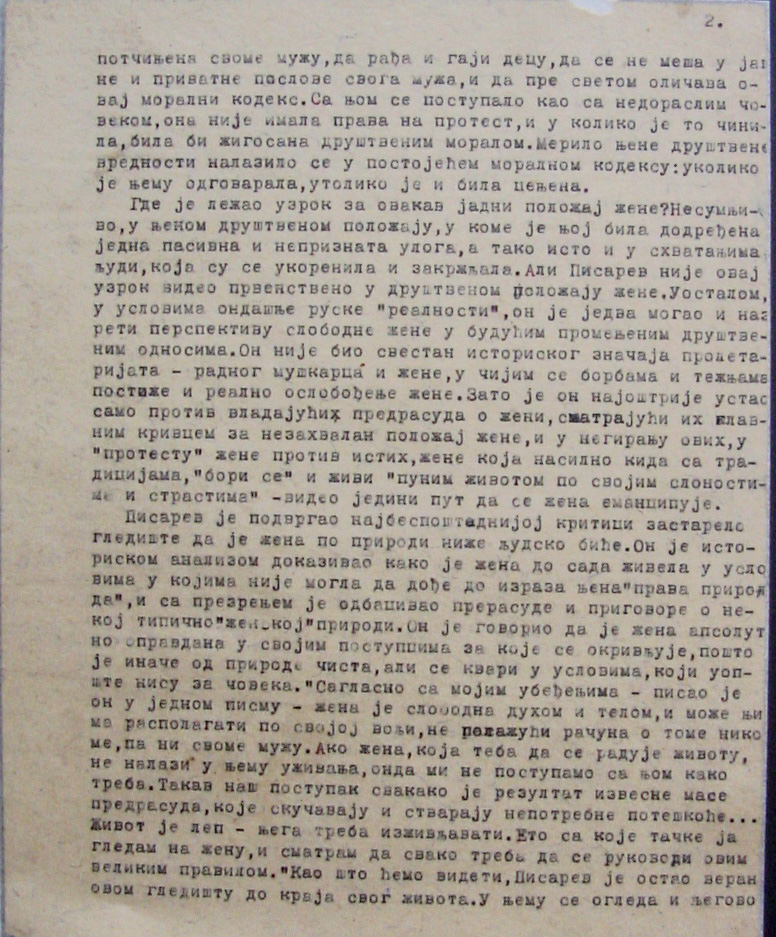 2.
потчињена своме мужу,да рађа и гаји децу,да се не меша у јав
не и приватне послове свога мужа,и да пре светом оличава о-
вај морални кодекс.Са њом се поступало као са недораслим чо-
веком,она није имала права на протест,и у колико је то чини-
ла,била би жигосана друштвеним моралом.Мерило њене друштвене
вредности налазило се у постојећем моралном кодексу:уколико
је њему одговарала,утолико је и била цењена.
Где је лежао узрок за овакав јадни положај жене?Несумњи-
во,у њеном друштвеном положају,у коме је њој била додређена
једна пасивна и непризната улога,а тако исто и у схватањима
људи,која су се укоренила и закржљала.Али Писарев није овај
узрок видео првенствено у друштвеном положају жене.Уосталом,
у условима ондашње руске "реалности",он је једва могао и наз
рети перспективу слободне жене у будућим промењеним друштве-
ним односима.Он није био свестан историског значаја пролета-
ријата - радног мушкарца и жене,у чијим се борбама и тежњама
постиже и реално ослобођење жене.Зато је он најоштрије устао
само против владајућих предрасуда о жени,сматрајући их глав-
ним кривцем за незахвалан положај жене,и у негирању ових,у
"протесту" жене против истих,жене која насилно кида са тра-
дицијама,"бори се" и живи "пуним животом по својим слоности-
ме и страстима" -видео једини пут да се жена еманципује.
Писарев је подвргао најбеспоштеднијој критици застарело
гледиште да је жена по природи ниже људско биће.Он је исто-
риском анализом доказивао како је жена до сада живела у усло
вима у којима није могла да дође до израза њена"права природ
да",и са презрењем је одбацивао прерасуде и приговоре о не-
кој типично"женској"природи.Он је говорио да је жена апсолут
но оправдана у својим поступцима за које се окривљује,пошто
је иначе од природе чиста,али се квари у условима,који уоп-
ште нису за човека."Сагласно са мојим убеђењима - писао је
он у једном писму - жена је слободна духом и телом,и може њи
ма располагати по својој вољи,не полажући рачуна о томе нико
ме,па ни своме мужу.Ако жена,која теба да се радује животу,
не налази у њему уживања,онда ми не поступамо са њом како
треба.Такав наш поступак свакако је резултат извесне масе
предрасуда,које скучавају и стварају непотребне потешкоће...
Живот је леп - њега треба изживљавати.Ето са које тачке ја
гледам на жену,и сматрам да свако треба да се руководи овим
великим правилом."Као што ћемо видети,Писарев је остао веран
овом гледишту до краја свог живота.У њему се огледа и његово